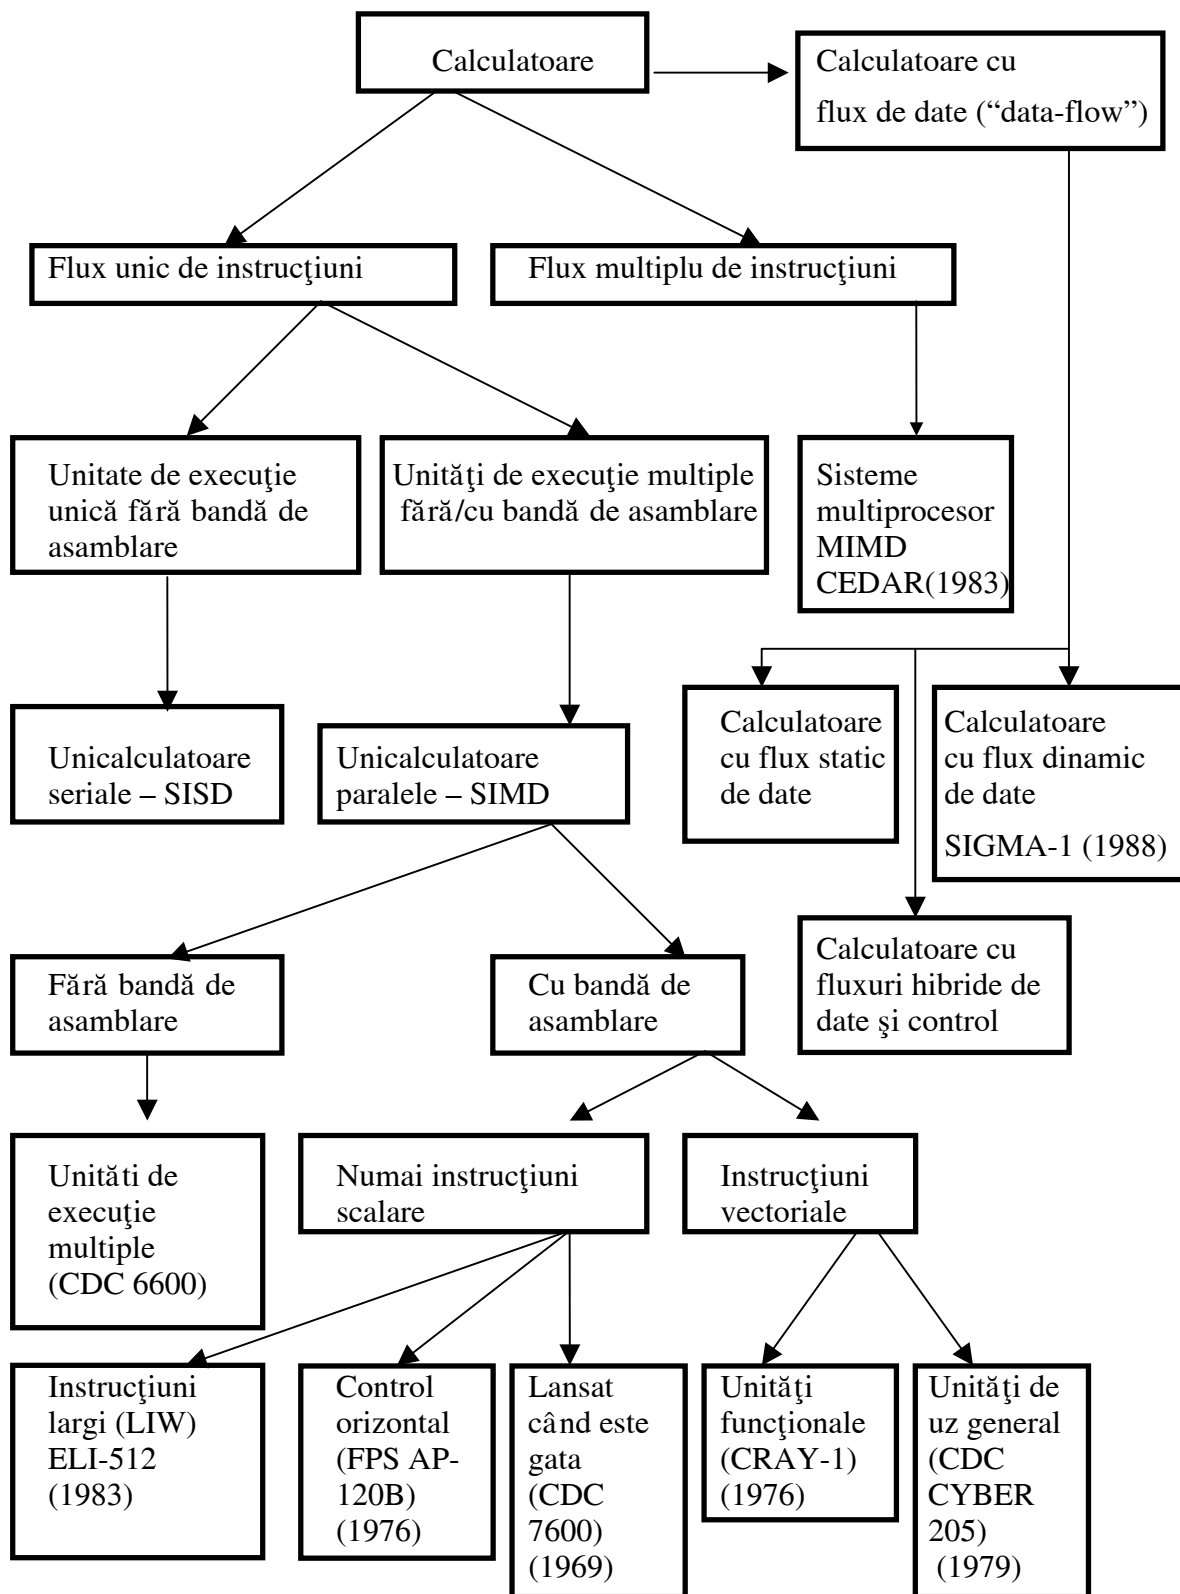 Calculatoare
Calculatoare cu
flux de date (“data-flow”)
Flux unic de instrucţiuni
Flux multiplu de instrucţiuni
Unitate de execuţie
unică fără bandă de
asamblare
Unităţi de execuţie multiple
fără/cu bandă de asamblare
Sisteme
multiprocesor
MIMD
CEDAR(1983)
Unicalculatoare
seriale – SISD
Unicalculatoare
paralele – SIMD
Calculatoare
cu flux static
de date
Calculatoare
cu flux dinamic
de date
SIGMA-1 (1988)
Fără bandă de
asamblare
Cu bandă de
asamblare
Calculatoare cu
fluxuri hibride de
date şi control
Unităti de
execuţie
multiple
(CDC 6600)
Numai instrucţiuni
scalare
Instrucţiuni
vectoriale
Instrucţiuni
largi (LIW)
ELI-512
(1983)
Control
orizontal
(FPS AP-
120B)
(1976)
Lansat
când este
gata
(CDC
7600)
(1969)
Unităţi
funcţionale
(CRAY-1)
(1976)
Unităţi de
uz general
(CDC
CYBER
205)
(1979)